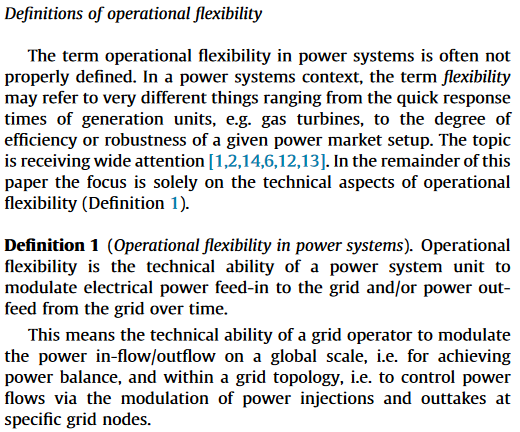 Definitions of operational flexibility
The term operational flexibility in power systems is often not
properly defined. In a power systems context, the term flexibility
may refer to very different things ranging from the quick response
times of generation units, e.g. gas turbines, to the degree of
efficiency or robustness of a given power market setup. The topic
is receiving wide attention [1,2,14,6,12,13]. In the remainder of this
paper the focus is solely on the technical aspects of operational
flexibility (Definition 1).
Definition 1 (Operational flexibility in power systems). Operational
flexibility is the technical ability of a power system unit to
modulate electrical power feed-in to the grid and/or power out-
feed from the grid over time.
This means the technical ability of a grid operator to modulate
the power in-flow/outflow on a global scale, i.e. for achieving
power balance, and within a grid topology, i.e. to control power
flows via the modulation of power injections and outtakes at
specific grid nodes.